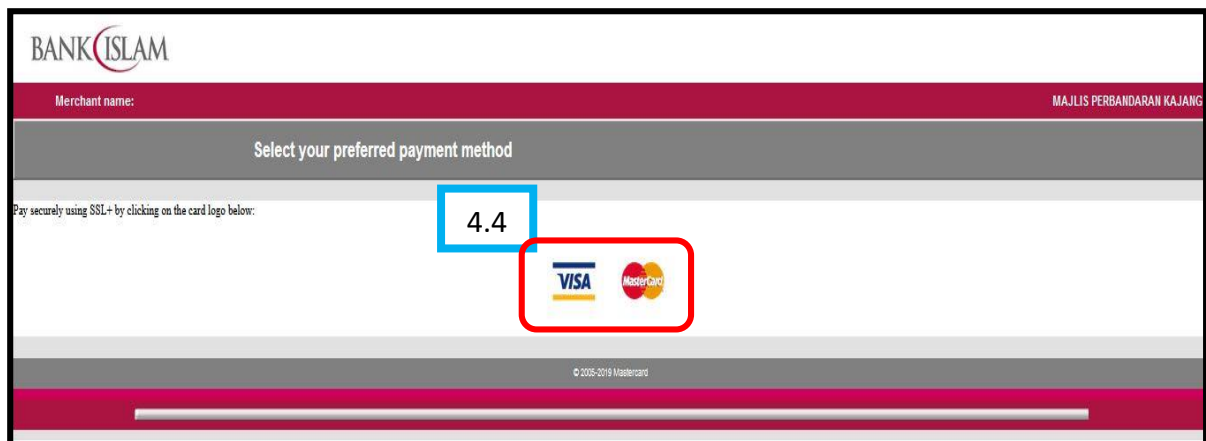 BANK ISLAM
Merchant name: MAJLIS PERBANDARAN KAJANG
Select your preferred payment method
Pay securely using SSL+ by clicking on the card logo below:
4.4
VISA MasterCard
© 2005-2019 Mastercard